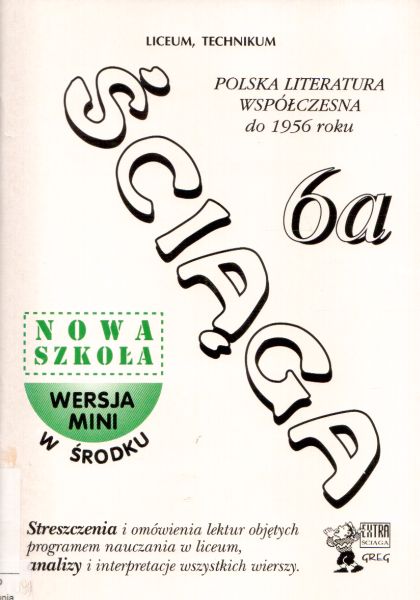 LICEUM, TECHNIKUM
POLSKA LITERATURA
WSPÓŁCZESNA
do 1956 roku
ŚCIĄGA
6a
NOWA
SZKOŁA
WERSJA
MINI
W ŚRODKU
Streszczenia i omówienia lektur objętych
programem nauczania w liceum,
analizy i interpretacje wszystkich wierszy.
EXTRA
ŚCIĄGA
GREG